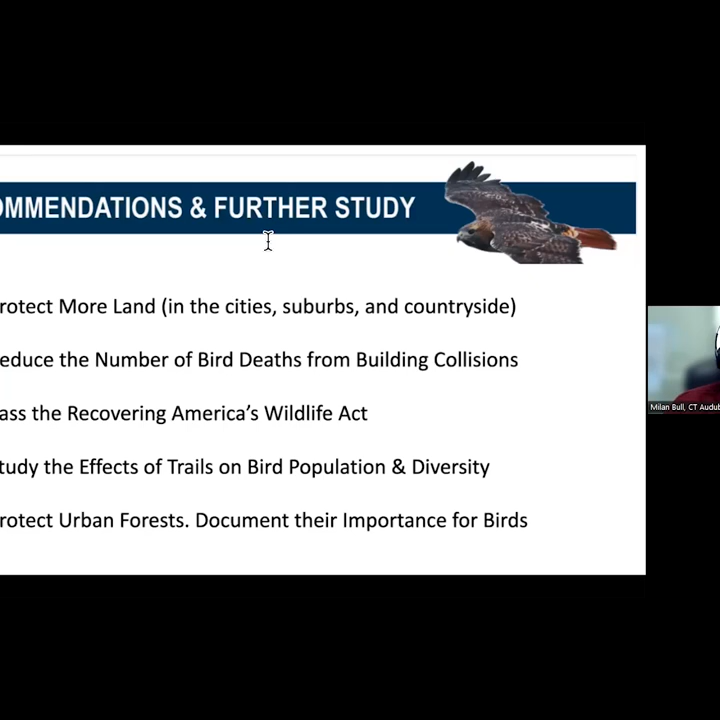 OMMENDATIONS & FURTHER STUDY
rotect More Land (in the cities, suburbs, and countryside)
educe the Number of Bird Deaths from Building Collisions
ass the Recovering America's Wildlife Act
tudy the Effects of Trails on Bird Population & Diversity
rotect Urban Forests. Document their Importance for Birds
Milan Bull, CT Audub